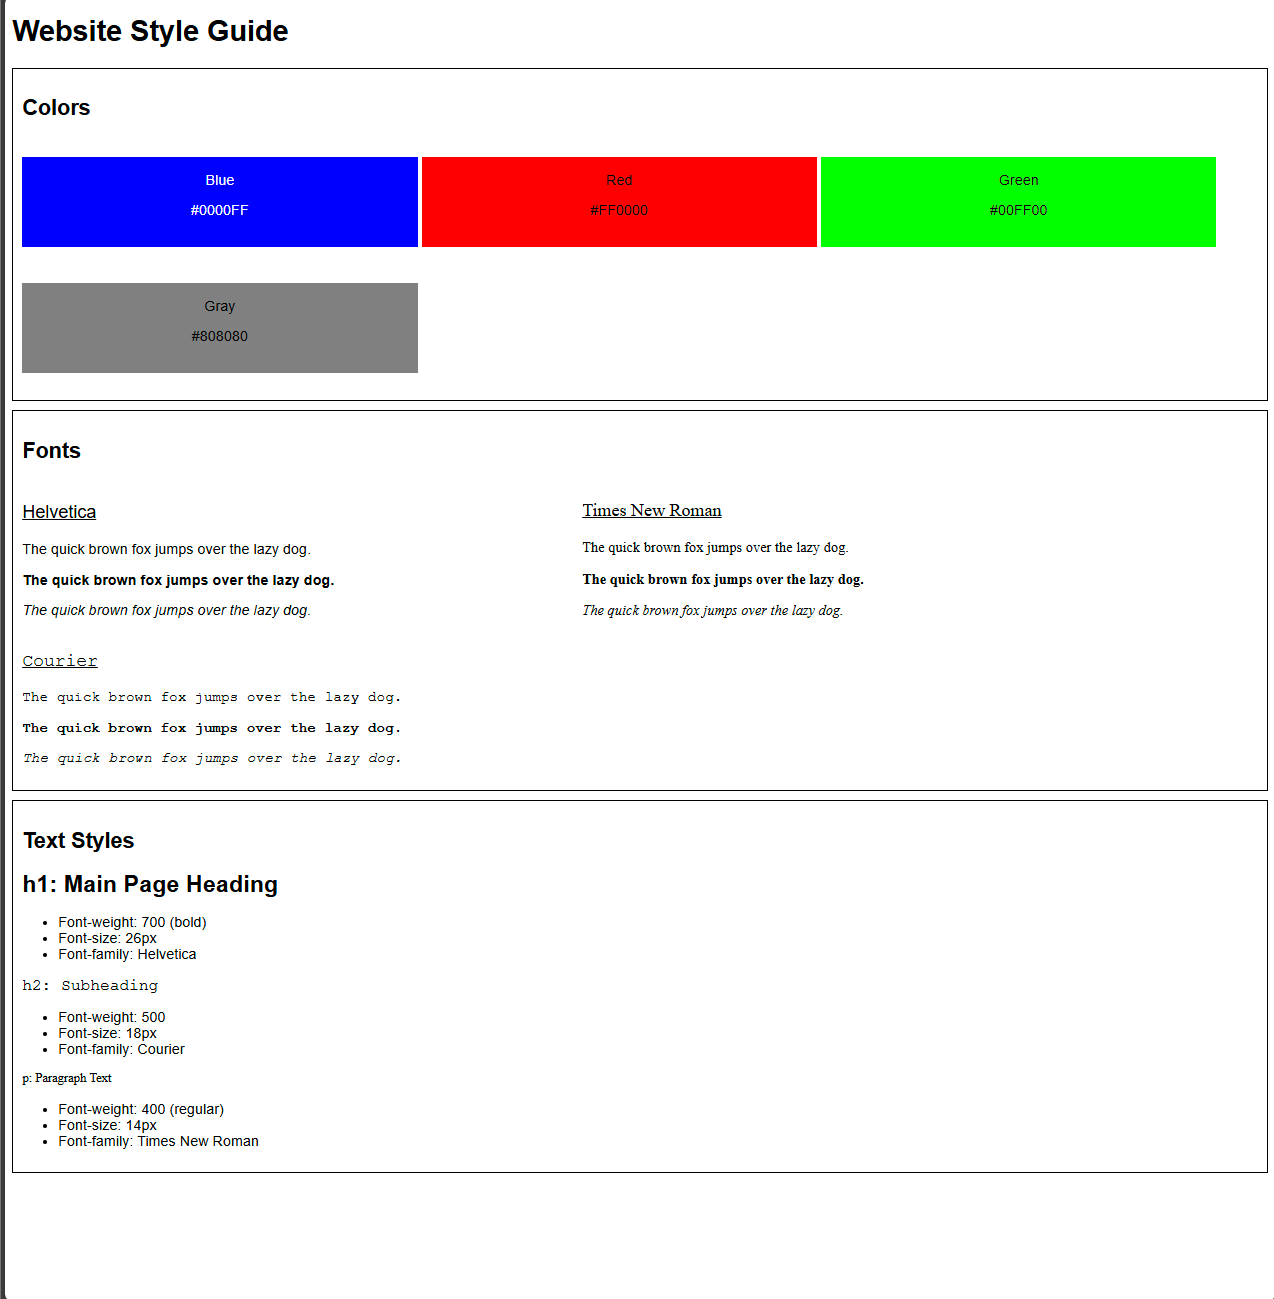 Website Style Guide
Colors
Blue
#0000FF
Red
#FF0000
Green
#00FF00
Gray
#808080
Fonts
Helvetica
The quick brown fox jumps over the lazy dog.
The quick brown fox jumps over the lazy dog.
The quick brown fox jumps over the lazy dog.
Times New Roman
The quick brown fox jumps over the lazy dog.
The quick brown fox jumps over the lazy dog.
The quick brown fox jumps over the lazy dog.
Courier
The quick brown fox jumps over the lazy dog.
The quick brown fox jumps over the lazy dog.
The quick brown fox jumps over the lazy dog.
Text Styles
h1: Main Page Heading
• Font-weight: 700 (bold)
• Font-size: 26px
• Font-family: Helvetica
h2: Subheading
• Font-weight: 500
• Font-size: 18px
• Font-family: Courier
p: Paragraph Text
• Font-weight: 400 (regular)
• Font-size: 14px
• Font-family: Times New Roman